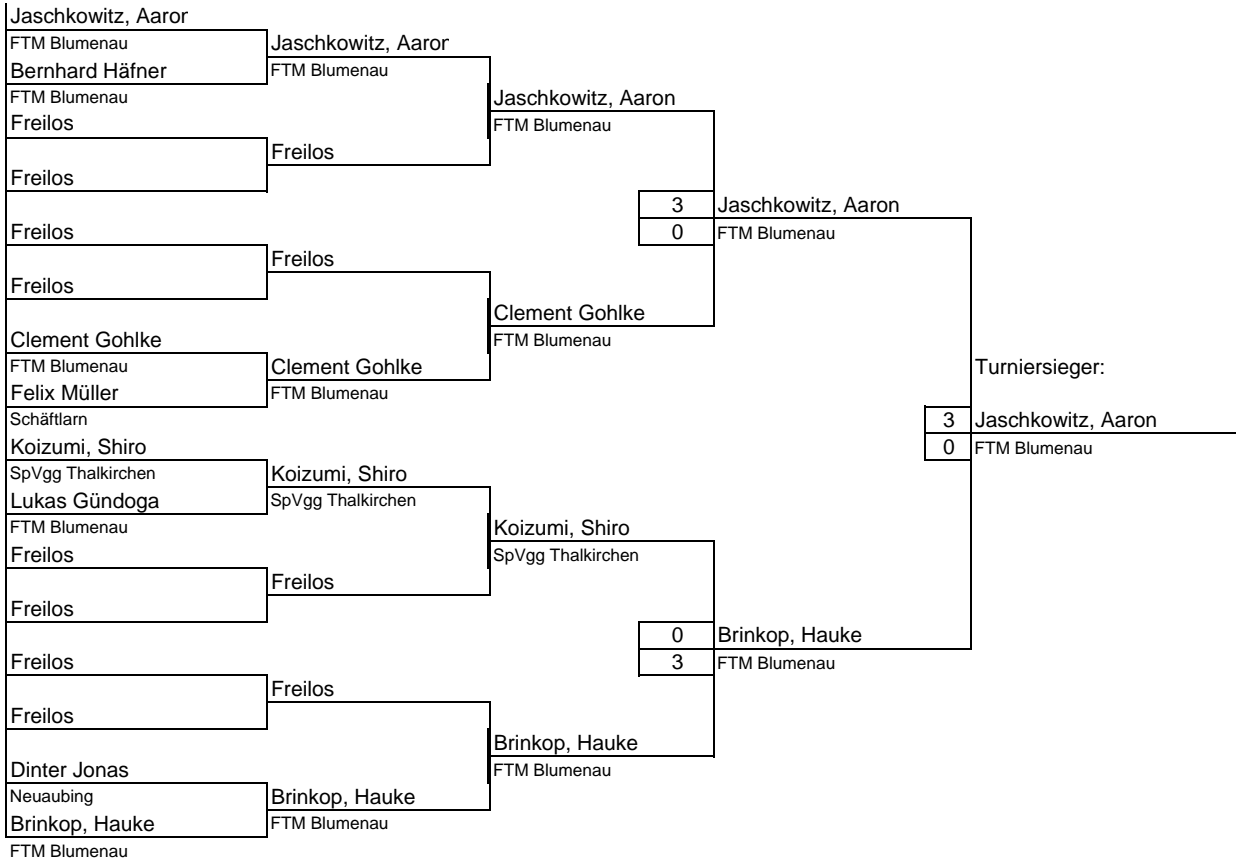 Jaschkowitz, Aaror
FTM Blumenau
Jaschkowitz, Aaror
Bernhard Häfner
FTM Blumenau
FTM Blumenau
Jaschkowitz, Aaron
Freilos
FTM Blumenau
Freilos
Freilos
3
Jaschkowitz, Aaron
0
FTM Blumenau
Freilos
Freilos
Freilos
Clement Gohlke
Clement Gohlke
FTM Blumenau
FTM Blumenau
Clement Gohlke
Turniersieger:
Felix Müller
FTM Blumenau
Schäftlarn
3
Jaschkowitz, Aaron
Koizumi, Shiro
0
FTM Blumenau
SpVgg Thalkirchen
Koizumi, Shiro
Lukas Gündoga
SpVgg Thalkirchen
FTM Blumenau
Koizumi, Shiro
Freilos
SpVgg Thalkirchen
Freilos
Freilos
0
Brinkop, Hauke
Freilos
3
FTM Blumenau
Freilos
Freilos
Brinkop, Hauke
Dinter Jonas
FTM Blumenau
Neuaubing
Brinkop, Hauke
Brinkop, Hauke
FTM Blumenau
FTM Blumenau